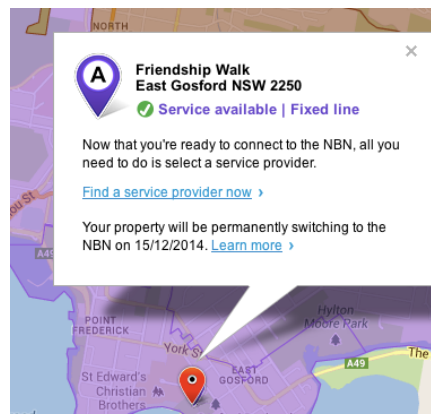 NORTH
A
Friendship Walk
East Gosford NSW 2250
Service available | Fixed line
Now that you're ready to connect to the NBN, all you
need to do is select a service provider.
Find a service provider now ›
Your property will be permanently switching to the
NBN on 15/12/2014. Learn more ›
ou St
A49
POINT
FREDERICK
Hylton
Moore Park
York St
A49
The
EAST
GOSFORD
St Edward's
Christian
Brothers